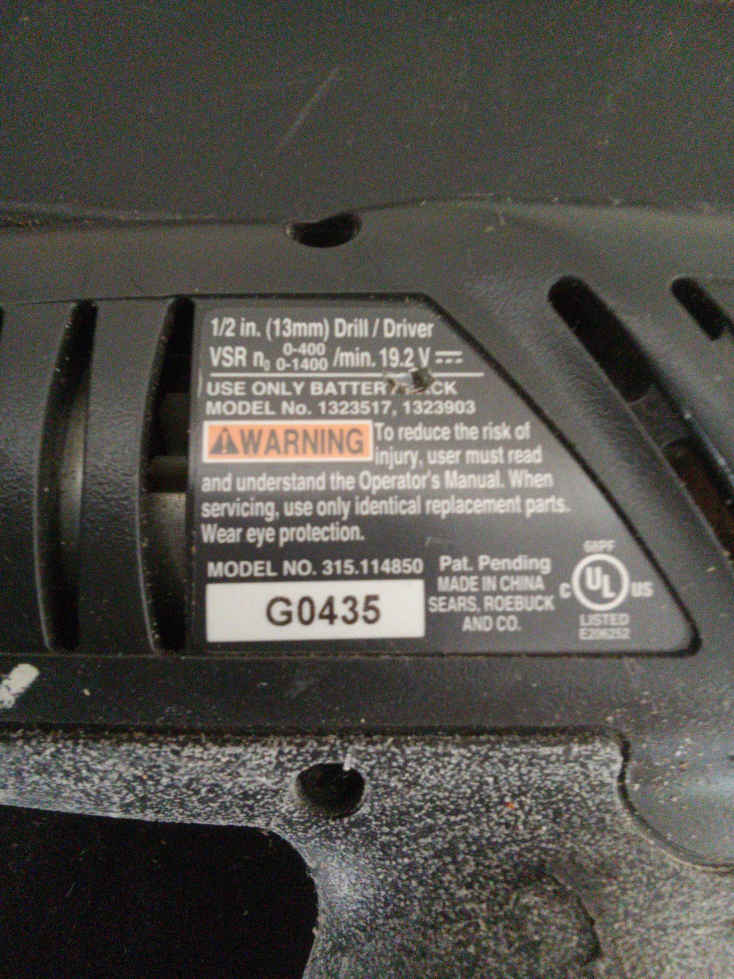 1/2 in. (13mm) Drill / Driver
VSR n₀ 0-400 0-1400 /min. 19.2 V
USE ONLY BATTERY PACK
MODEL No. 1323517, 1323903
WARNING To reduce the risk of
injury, user must read
and understand the Operator's Manual. When
servicing, use only identical replacement parts.
Wear eye protection.
MODEL NO. 315.114850
G0435
Pat. Pending
MADE IN CHINA
SEARS, ROEBUCK
AND CO.
68PF
C UL US
LISTED
E206252